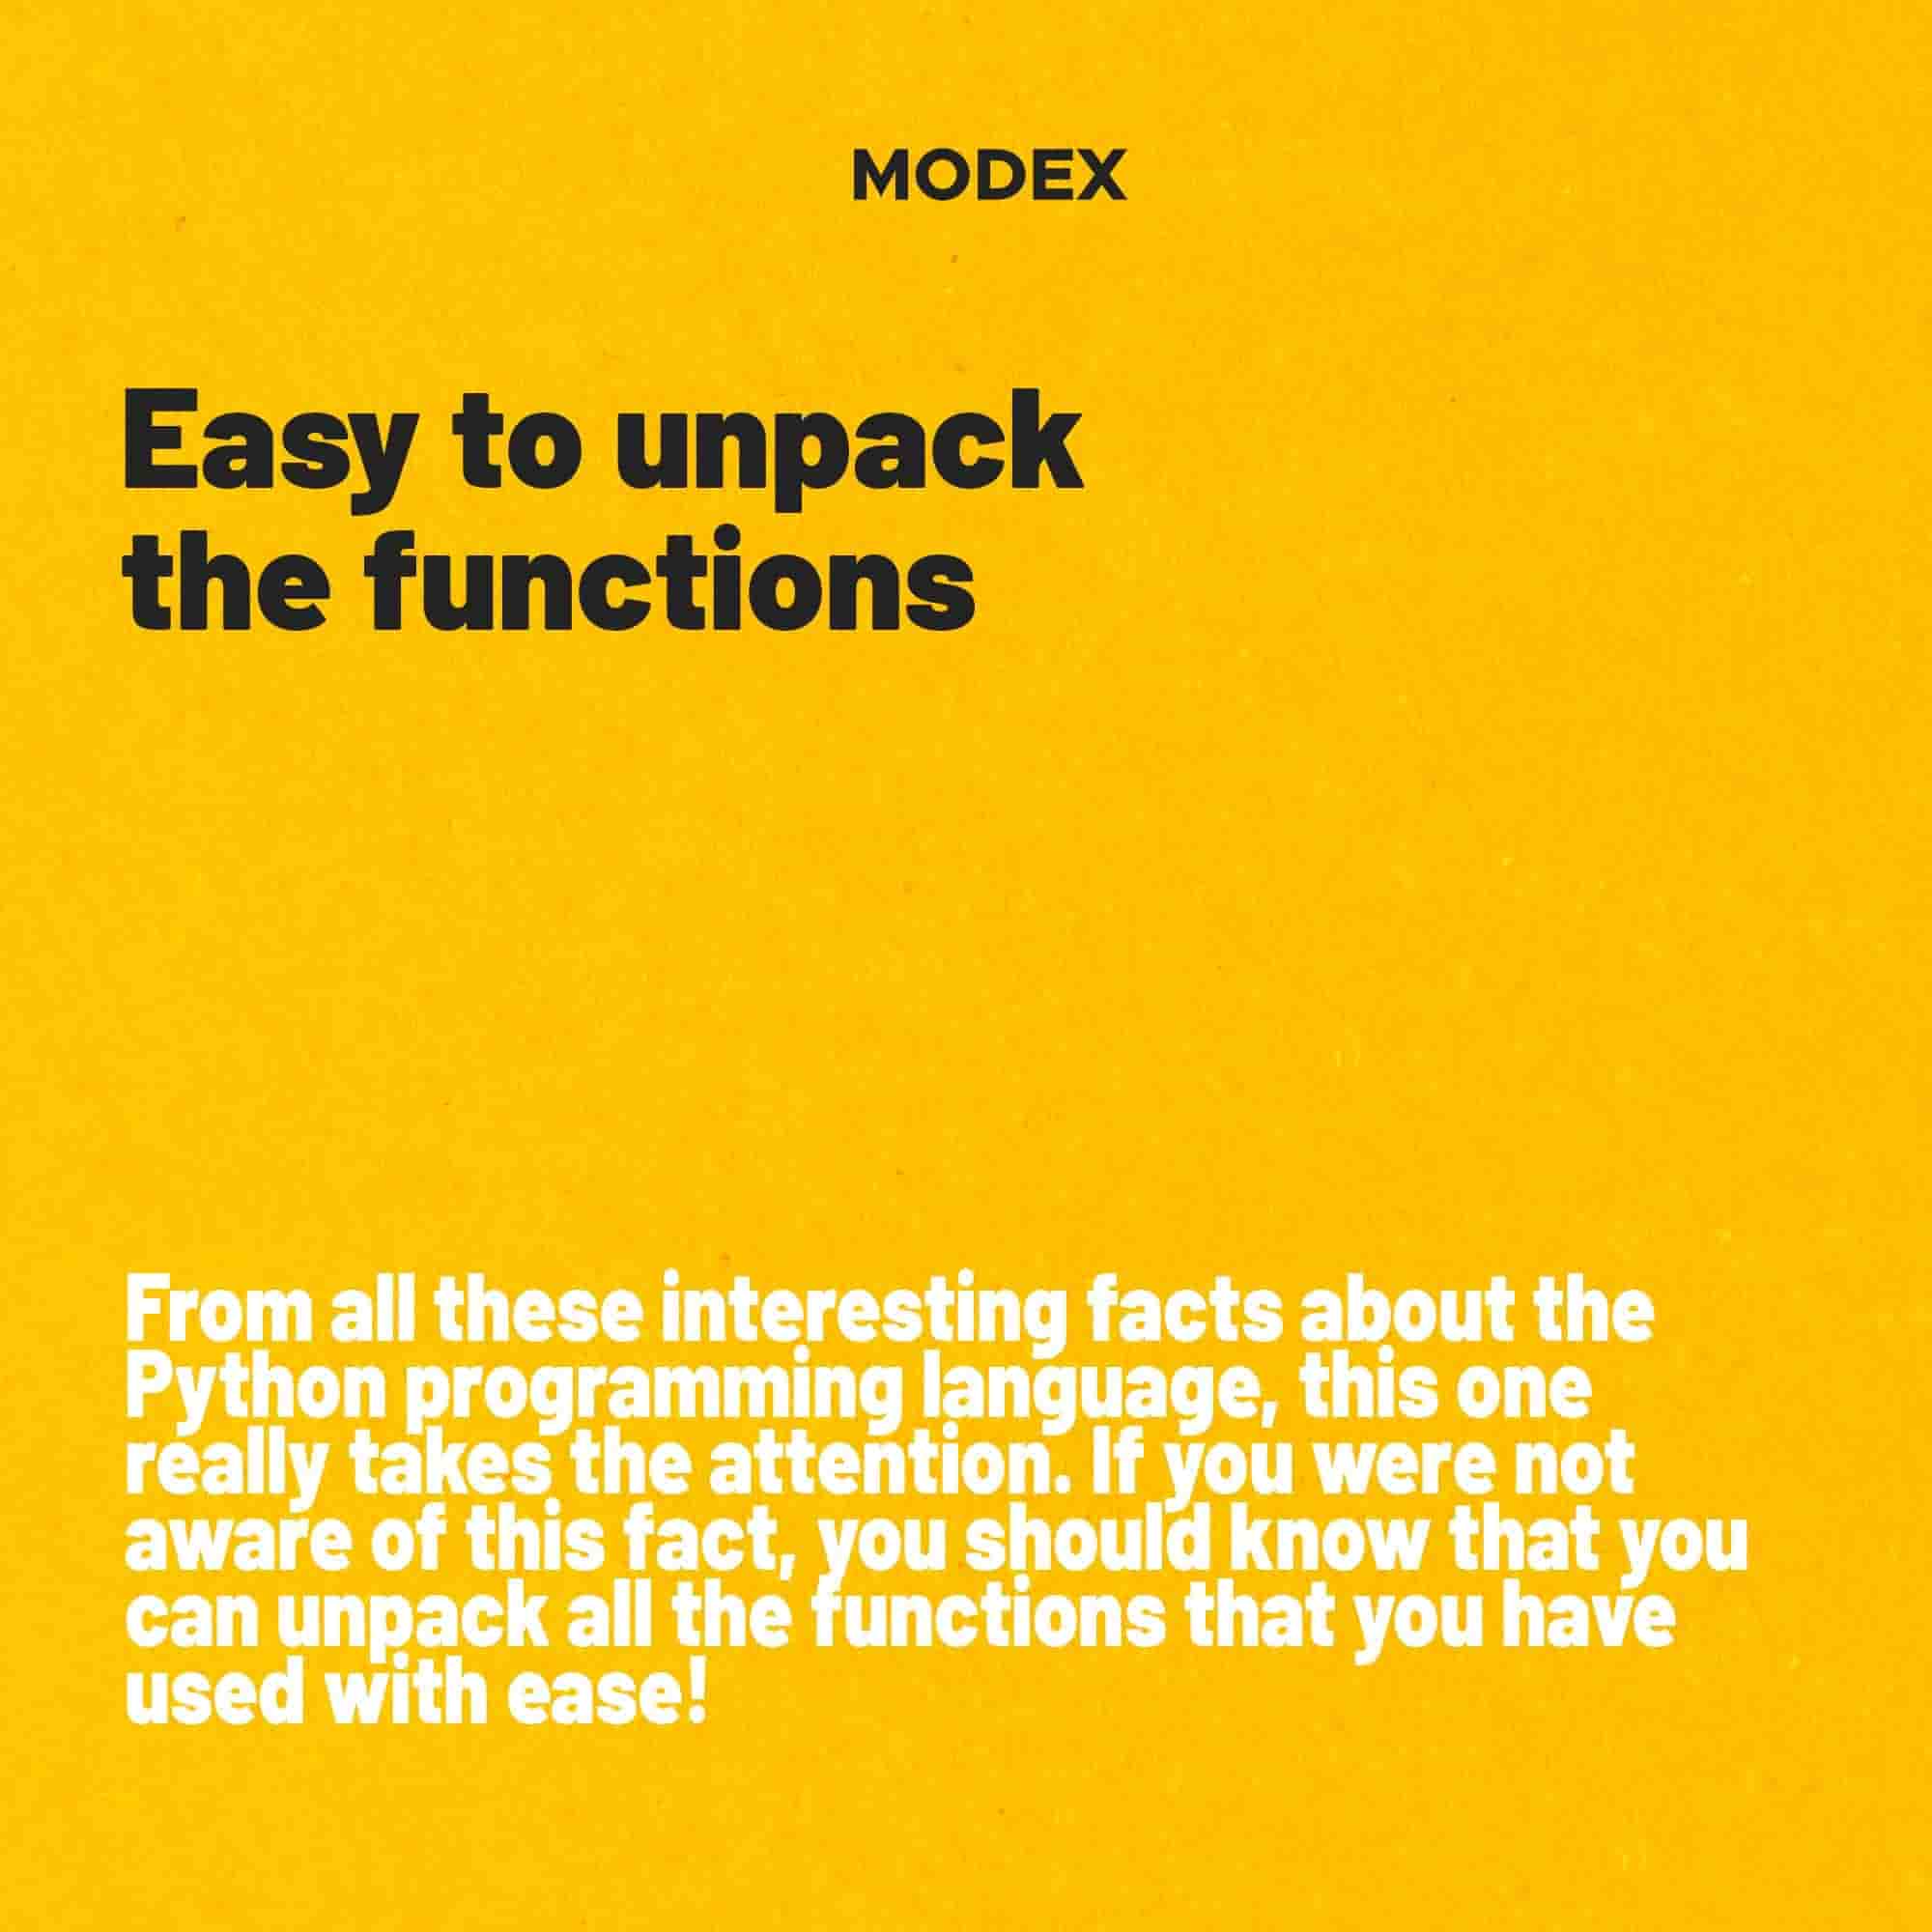 MODEX
Easy to unpack
the functions
From all these interesting facts about the
Python programming language, this one
really takes the attention. If you were not
aware of this fact, you should know that you
can unpack all the functions that you have
used with ease!